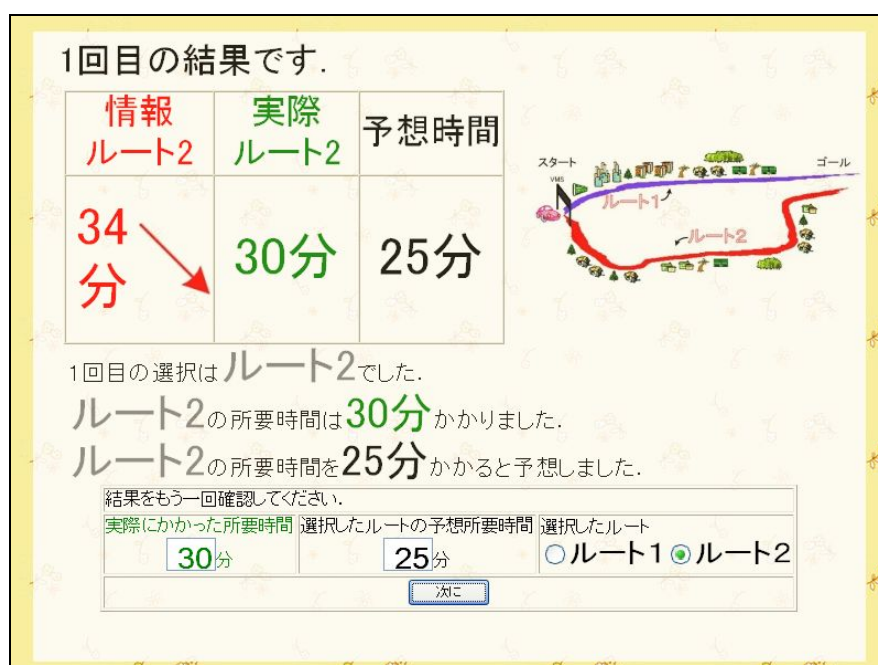 1回目の結果です.
情報
ルート2
実際
ルート2
予想時間
34
分
30分
25分
スタート
VMS
ルート1
ルート2
ゴール
1回目の選択はルート2でした.
ルート2の所要時間は30分かかりました.
ルート2の所要時間を25分かかると予想しました.
結果をもう一回確認してください.
実際にかかった所要時間 選択したルートの予想所要時間 選択したルート
30分 25分 ルート1 ルート2
次に